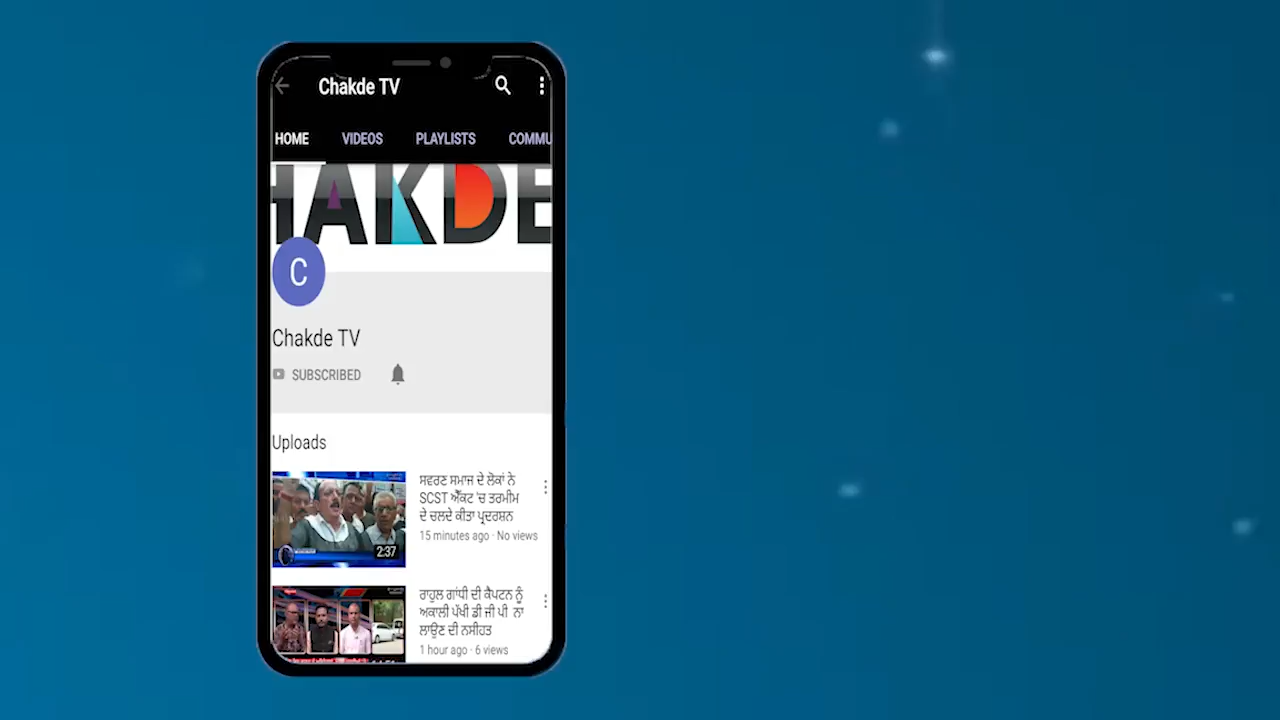 Chakde TV
HOME VIDEOS PLAYLISTS COMMU
HAKDE
C
Chakde TV
SUBSCRIBED
Uploads
ਸਵਰਣ ਸਮਾਜ ਦੇ ਲੋਕਾਂ ਨੇ
SCST ਐਕਟ 'ਚ ਤਰਮੀਮ
ਦੇ ਚਲਦੇ ਕੀਤਾ ਪ੍ਰਦਰਸ਼ਨ
15 minutes ago · No views
2:37
ਰਾਹੁਲ ਗਾਂਧੀ ਦੀ ਕੈਪਟਨ ਨੂੰ
ਅਕਾਲੀ ਪੱਖੀ ਡੀ ਜੀ ਪੀ ਨਾ
ਲਾਉਣ ਦੀ ਨਸੀਹਤ
1 hour ago · 6 views